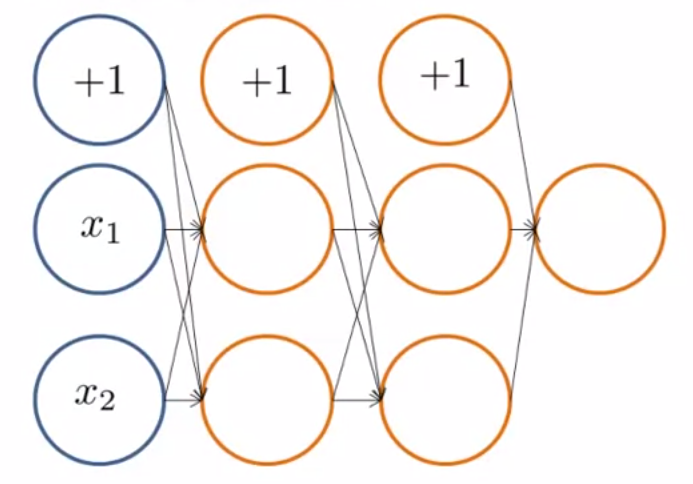 +1 +1 +1
x₁
x₂